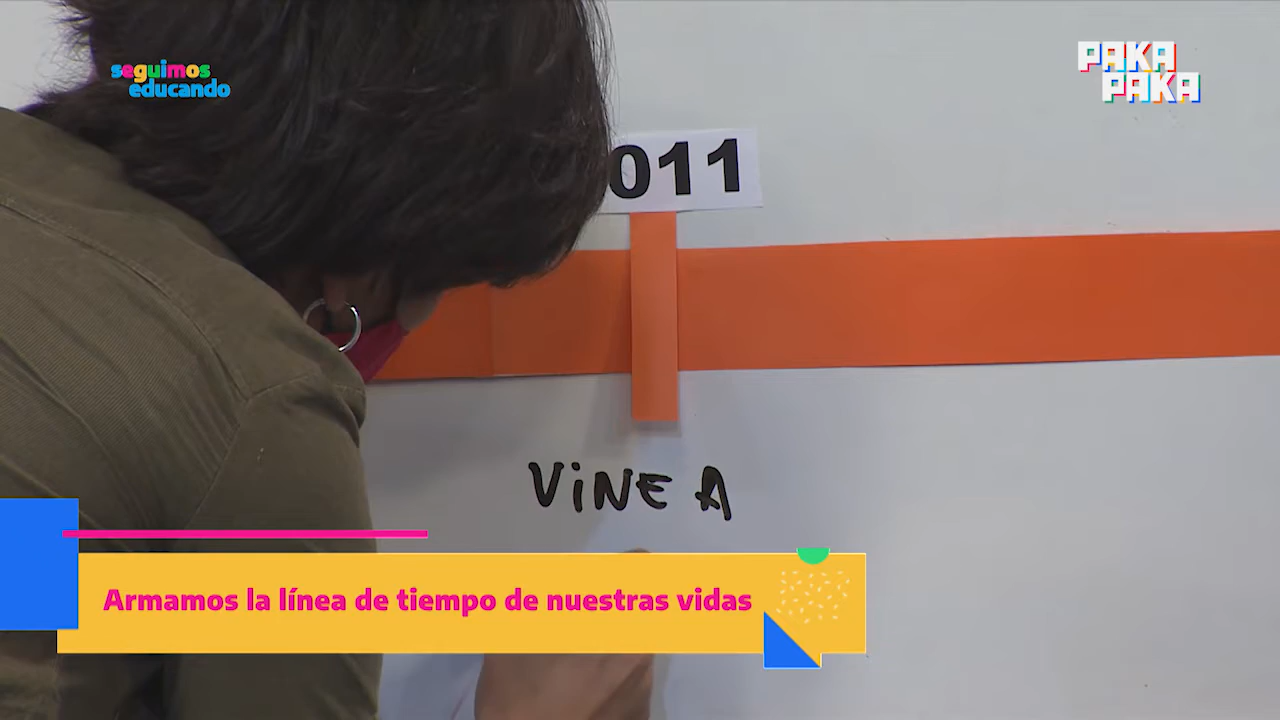 seguimos
educando
PAKA
PAKA
011
ViNE A
Armamos la línea de tiempo de nuestras vidas